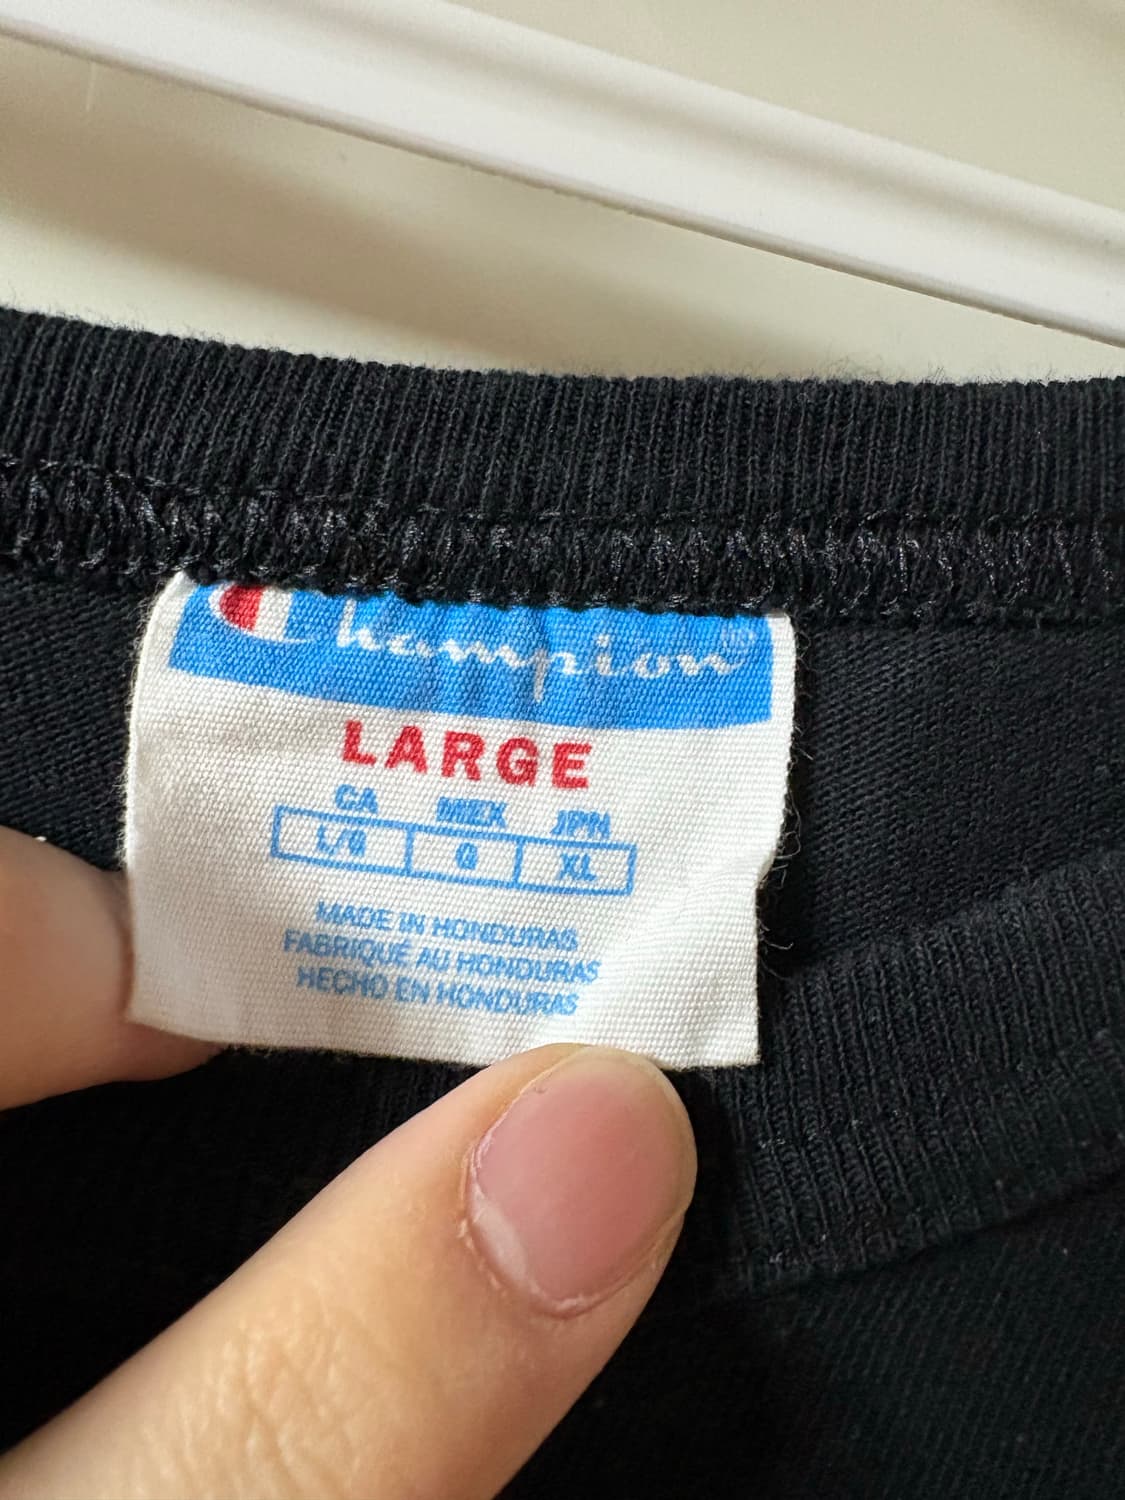 Champion®
LARGE
CA MEX JPN
L/G G XL
MADE IN HONDURAS
FABRIQUÉ AU HONDURAS
HECHO EN HONDURAS